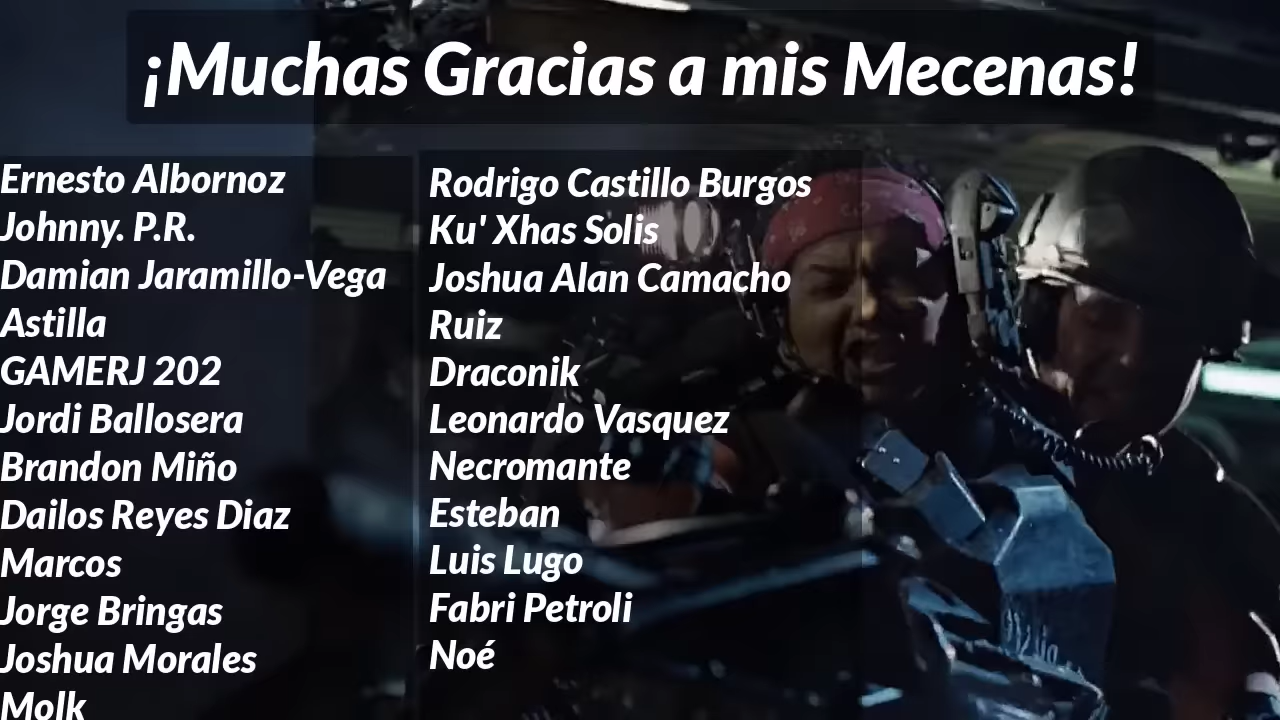 ¡Muchas Gracias a mis Mecenas!
Ernesto Albornoz
Johnny. P.R.
Damian Jaramillo-Vega
Astilla
GAMERJ 202
Jordi Ballosera
Brandon Miño
Dailos Reyes Diaz
Marcos
Jorge Bringas
Joshua Morales
Molk
Rodrigo Castillo Burgos
Ku' Xhas Solis
Joshua Alan Camacho
Ruiz
Draconik
Leonardo Vasquez
Necromante
Esteban
Luis Lugo
Fabri Petroli
Noé